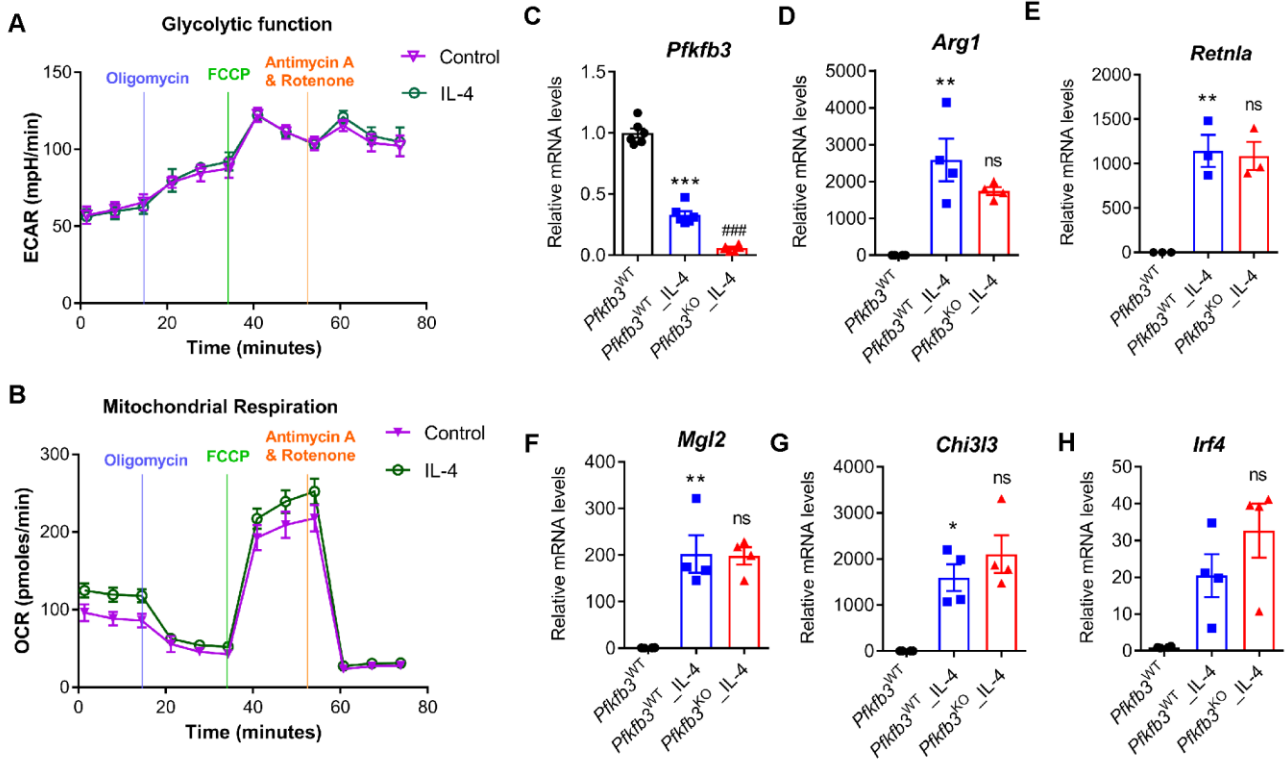 A
Glycolytic function
Control
IL-4
Oligomycin
FCCP
Antimycin A
& Rotenone
ECAR (mpH/min)
150
100
50
0
0
20
40
60
80
Time (minutes)
B
Mitochondrial Respiration
Control
IL-4
Oligomycin
FCCP
Antimycin A
& Rotenone
OCR (pmoles/min)
300
200
100
0
0
20
40
60
80
Time (minutes)
C
Pfkfb3
Relative mRNA levels
1.5
1.0
0.5
0.0
***
###
Pfkfb3WT
Pfkfb3WT_IL-4
Pfkfb3KO_IL-4
D
Arg1
Relative mRNA levels
5000
4000
3000
2000
1000
0
**
ns
Pfkfb3WT
Pfkfb3WT_IL-4
Pfkfb3KO_IL-4
E
Retnla
Relative mRNA levels
2000
1500
1000
500
0
**
ns
Pfkfb3WT
Pfkfb3WT_IL-4
Pfkfb3KO_IL-4
F
Mgl2
Relative mRNA levels
400
300
200
100
0
**
ns
Pfkfb3WT
Pfkfb3WT_IL-4
Pfkfb3KO_IL-4
G
Chi3l3
Relative mRNA levels
4000
3000
2000
1000
0
*
ns
Pfkfb3WT
Pfkfb3WT_IL-4
Pfkfb3KO_IL-4
H
Irf4
Relative mRNA levels
50
40
30
20
10
0
ns
Pfkfb3WT
Pfkfb3WT_IL-4
Pfkfb3KO_IL-4